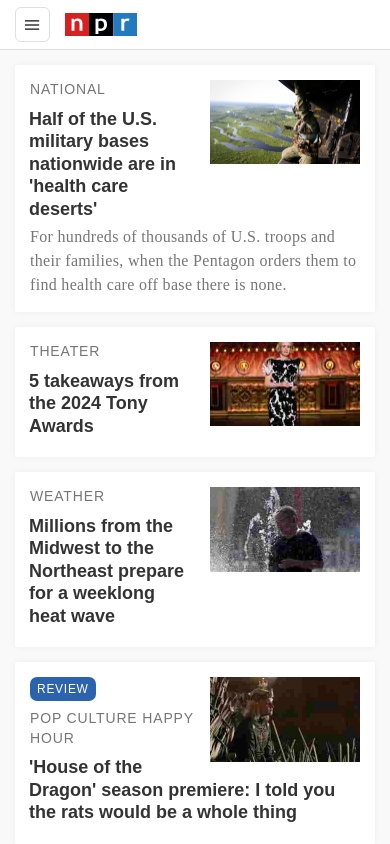 npr
NATIONAL
Half of the U.S.
military bases
nationwide are in
'health care
deserts'
For hundreds of thousands of U.S. troops and
their families, when the Pentagon orders them to
find health care off base there is none.
THEATER
5 takeaways from
the 2024 Tony
Awards
WEATHER
Millions from the
Midwest to the
Northeast prepare
for a weeklong
heat wave
REVIEW
POP CULTURE HAPPY
HOUR
'House of the
Dragon' season premiere: I told you
the rats would be a whole thing